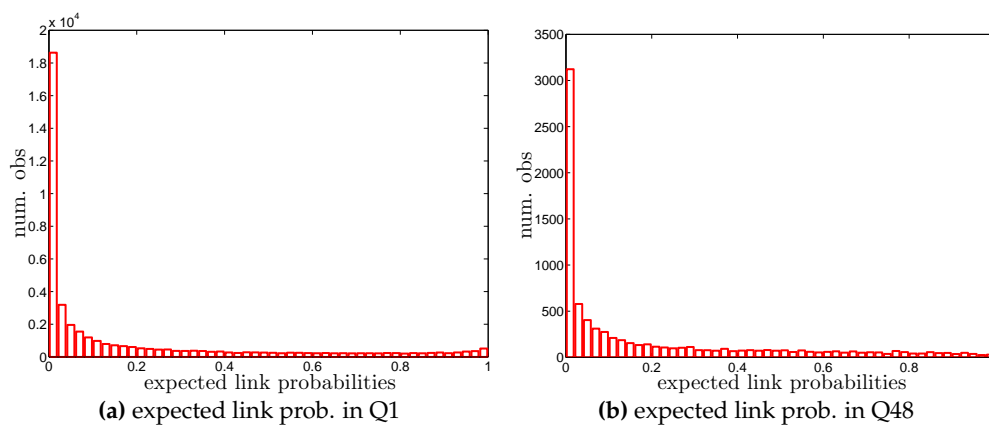 × 10⁴
2
1.8
1.6
1.4
1.2
1
0.8
0.6
0.4
0.2
0
num. obs
0 0.2 0.4 0.6 0.8 1
expected link probabilities
(a) expected link prob. in Q1
3500
3000
2500
2000
1500
1000
500
0
num. obs
0 0.2 0.4 0.6 0.8
expected link probabilities
(b) expected link prob. in Q48